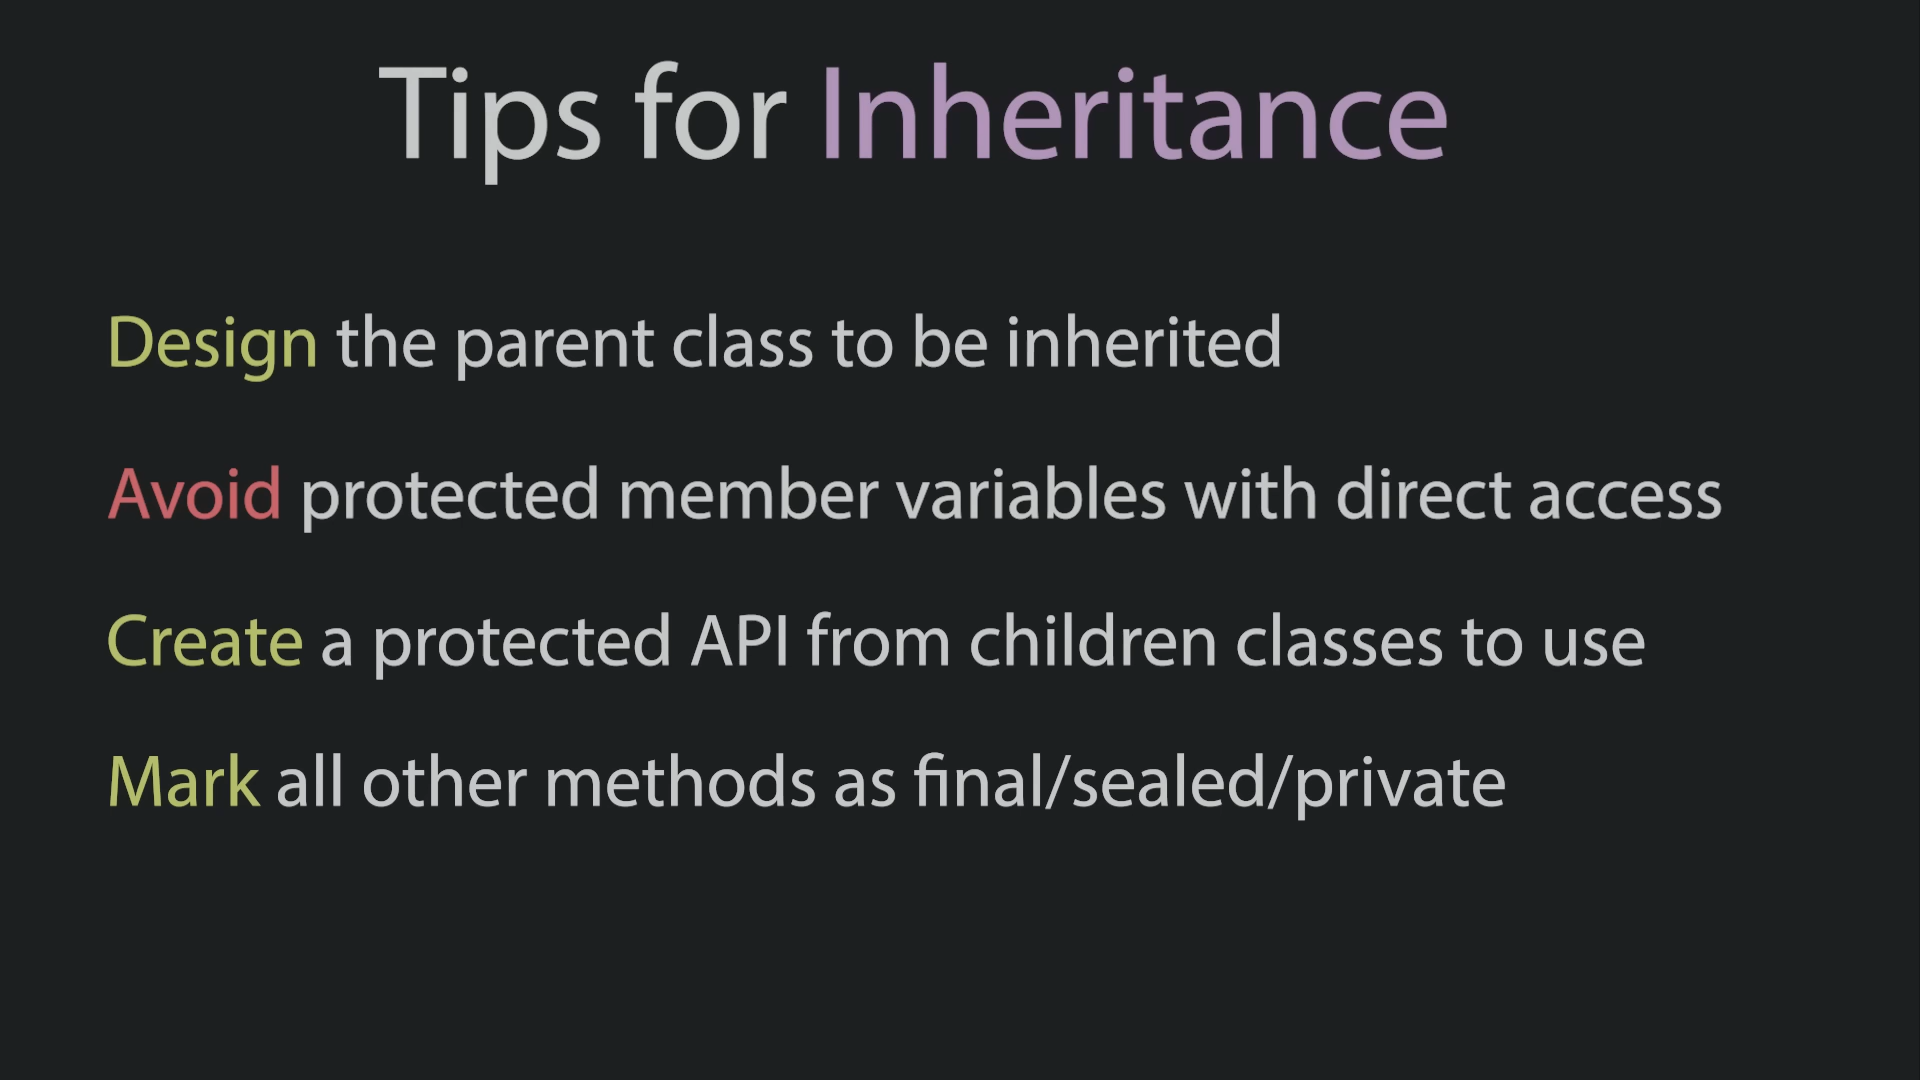 Tips for Inheritance
Design the parent class to be inherited
Avoid protected member variables with direct access
Create a protected API from children classes to use
Mark all other methods as final/sealed/private